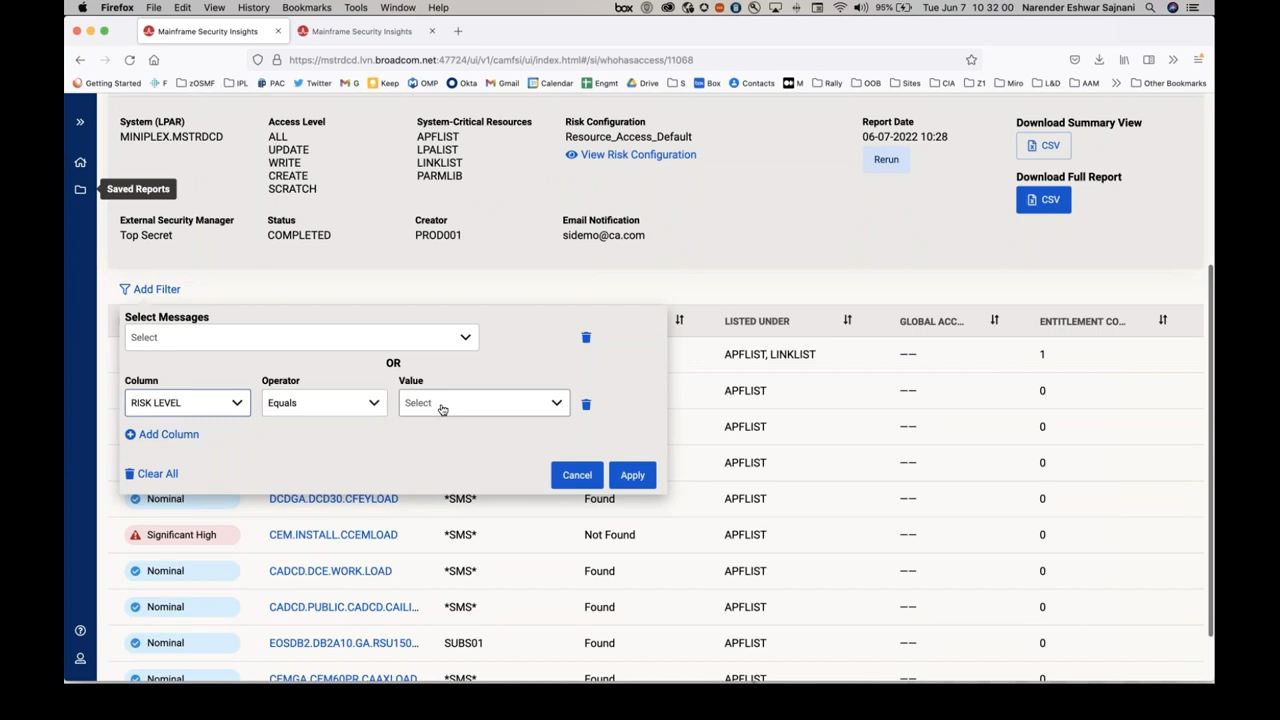 Firefox File Edit View History Bookmarks Tools Window Help box 95% Tue Jun 7 10 32 00 Narender Eshwar Sajnani
Mainframe Security Insights Mainframe Security Insights
https://mstrdcd.lvn.broadcom.net:47724/ui/v1/camfsi/ui/index.html#/si/whohasaccess/11068
Getting Started F zOSMF IPL PAC Twitter G Keep OMP Okta Gmail Calendar Engmt Drive S Box Contacts M Rally OOB Sites CIA Z1 Miro L&D AAM Other Bookmarks
System (LPAR) Access Level System-Critical Resources Risk Configuration Report Date Download Summary View
MINIPLEX.MSTRDCD ALL APFLIST Resource_Access_Default 06-07-2022 10:28 CSV
UPDATE LPALIST View Risk Configuration Rerun
WRITE LINKLIST
CREATE PARMLIB Download Full Report
SCRATCH CSV
Saved Reports
External Security Manager Status Creator Email Notification
Top Secret COMPLETED PROD001 sidemo@ca.com
Add Filter
Select Messages
Select
OR
Column Operator Value
RISK LEVEL Equals Select
Add Column
Clear All Cancel Apply
LISTED UNDER GLOBAL ACC... ENTITLEMENT CO...
APFLIST, LINKLIST —— 1
APFLIST —— 0
APFLIST —— 0
APFLIST —— 0
Nominal DCDGA.DCD30.CFEYLOAD *SMS* Found APFLIST —— 0
Significant High CEM.INSTALL.CCEMLOAD *SMS* Not Found APFLIST —— 0
Nominal CADCD.DCE.WORK.LOAD *SMS* Found APFLIST —— 0
Nominal CADCD.PUBLIC.CADCD.CAILI... *SMS* Found APFLIST —— 0
Nominal EOSDB2.DB2A10.GA.RSU150... SUBS01 Found APFLIST —— 0
Nominal CEMGA.CEM60PR.CAAXLOAD *SMS* Found APFLIST —— 0